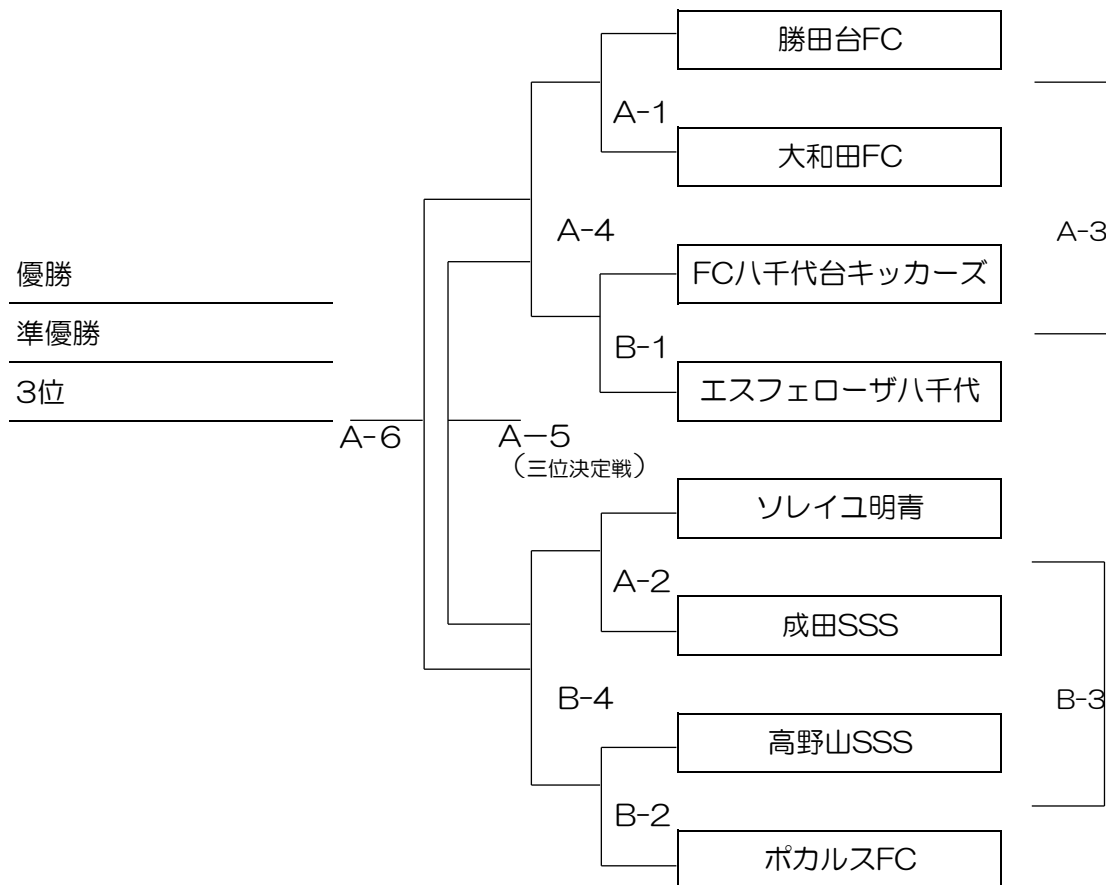 勝田台FC
A-1
大和田FC
A-4
A-3
FC八千代台キッカーズ
優勝
準優勝
B-1
エスフェローザ八千代
3位
A-6
A－5
（三位決定戦）
ソレイユ明青
A-2
成田SSS
B-4
B-3
高野山SSS
B-2
ポカルスFC